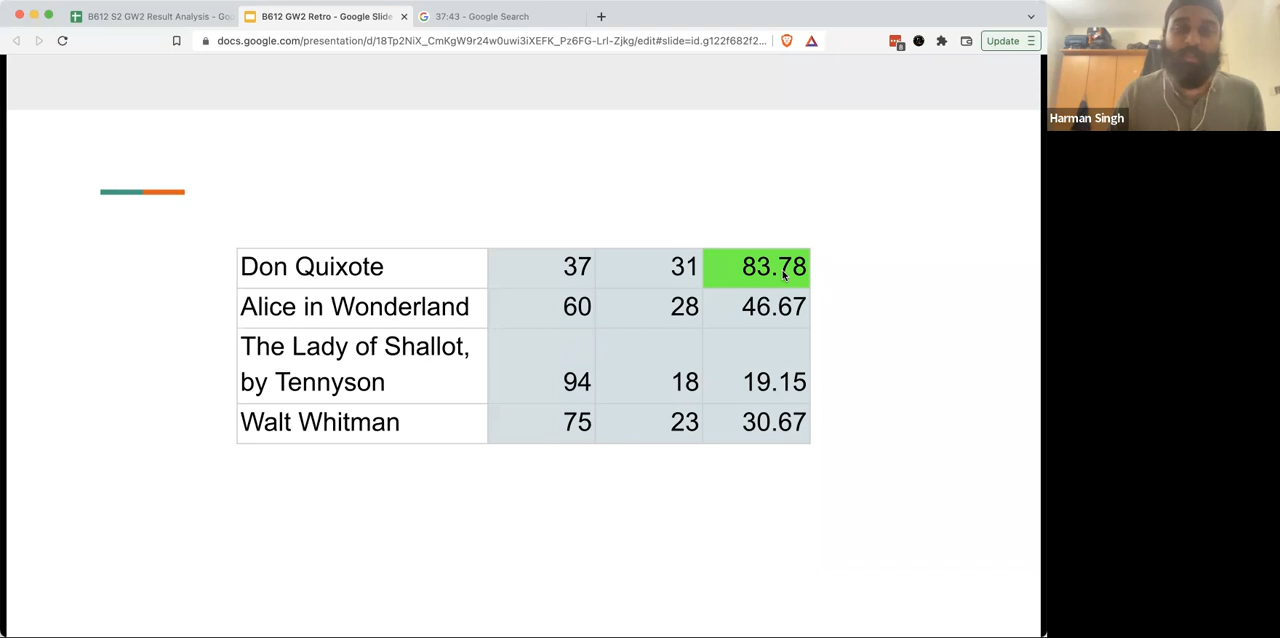 B612 S2 GW2 Result Analysis - Go
B612 GW2 Retro - Google Slide
37:43 - Google Search
docs.google.com/presentation/d/18Tp2NiX_CmKgW9r24w0uwi3iXEFK_Pz6FG-LrI-Zjkg/edit#slide=id.g122f682f2...
8
Update
Harman Singh
Don Quixote 37 31 83.78
Alice in Wonderland 60 28 46.67
The Lady of Shallot,
by Tennyson 94 18 19.15
Walt Whitman 75 23 30.67